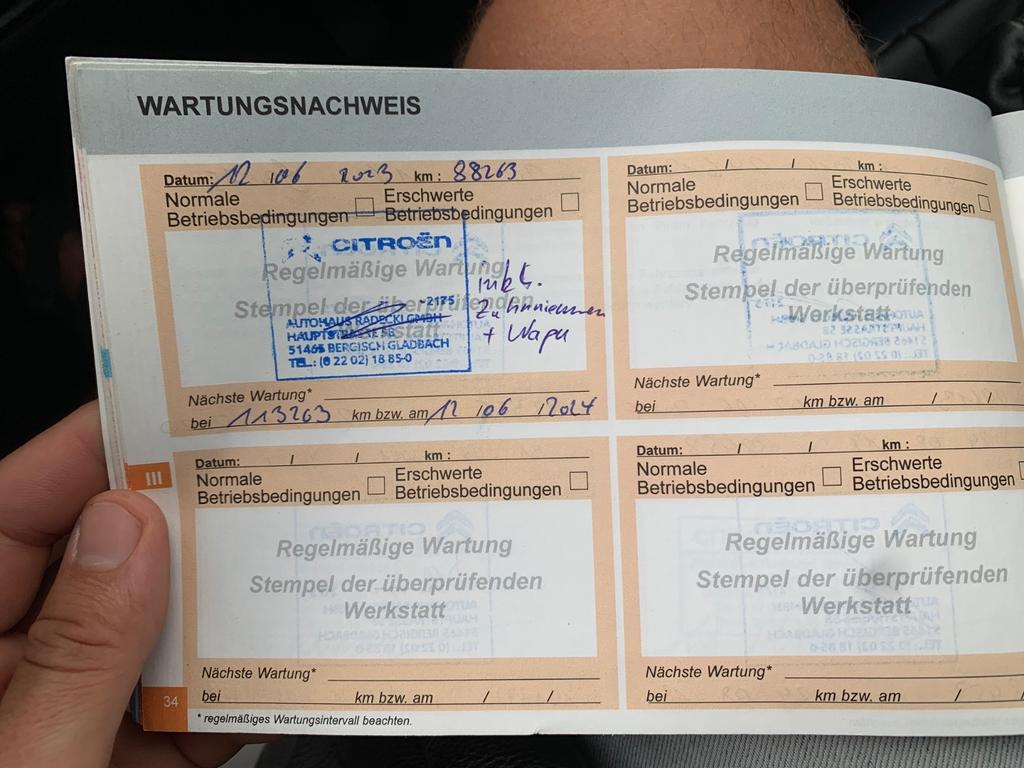 WARTUNGSNACHWEIS
Datum: 12 / 06 2023 km : 88263
Normale Betriebsbedingungen
Erschwerte Betriebsbedingungen
CITROËN
Regelmäßige Wartung
Stempel der überprüfenden
Werkstatt
-2175
AUTOHAUS RADECKI GMBH
HAUPTSTRASSE 58
51465 BERGISCH GLADBACH
TEL.: (0 22 02) 18 85-0
inkl.
Zahnriemen
+ Wapu
Nächste Wartung*
bei 113263 km bzw. am 12 / 06 / 2024
Datum: / / km :
Normale Betriebsbedingungen
Erschwerte Betriebsbedingungen
Regelmäßige Wartung
Stempel der überprüfenden
Werkstatt
Nächste Wartung*
bei km bzw. am / /
III
Datum: / / km :
Normale Betriebsbedingungen
Erschwerte Betriebsbedingungen
Regelmäßige Wartung
Stempel der überprüfenden
Werkstatt
Nächste Wartung*
bei km bzw. am / /
Datum: / / km :
Normale Betriebsbedingungen
Erschwerte Betriebsbedingungen
Regelmäßige Wartung
Stempel der überprüfenden
Werkstatt
Nächste Wartung*
bei km bzw. am / /
34
* regelmäßiges Wartungsintervall beachten.